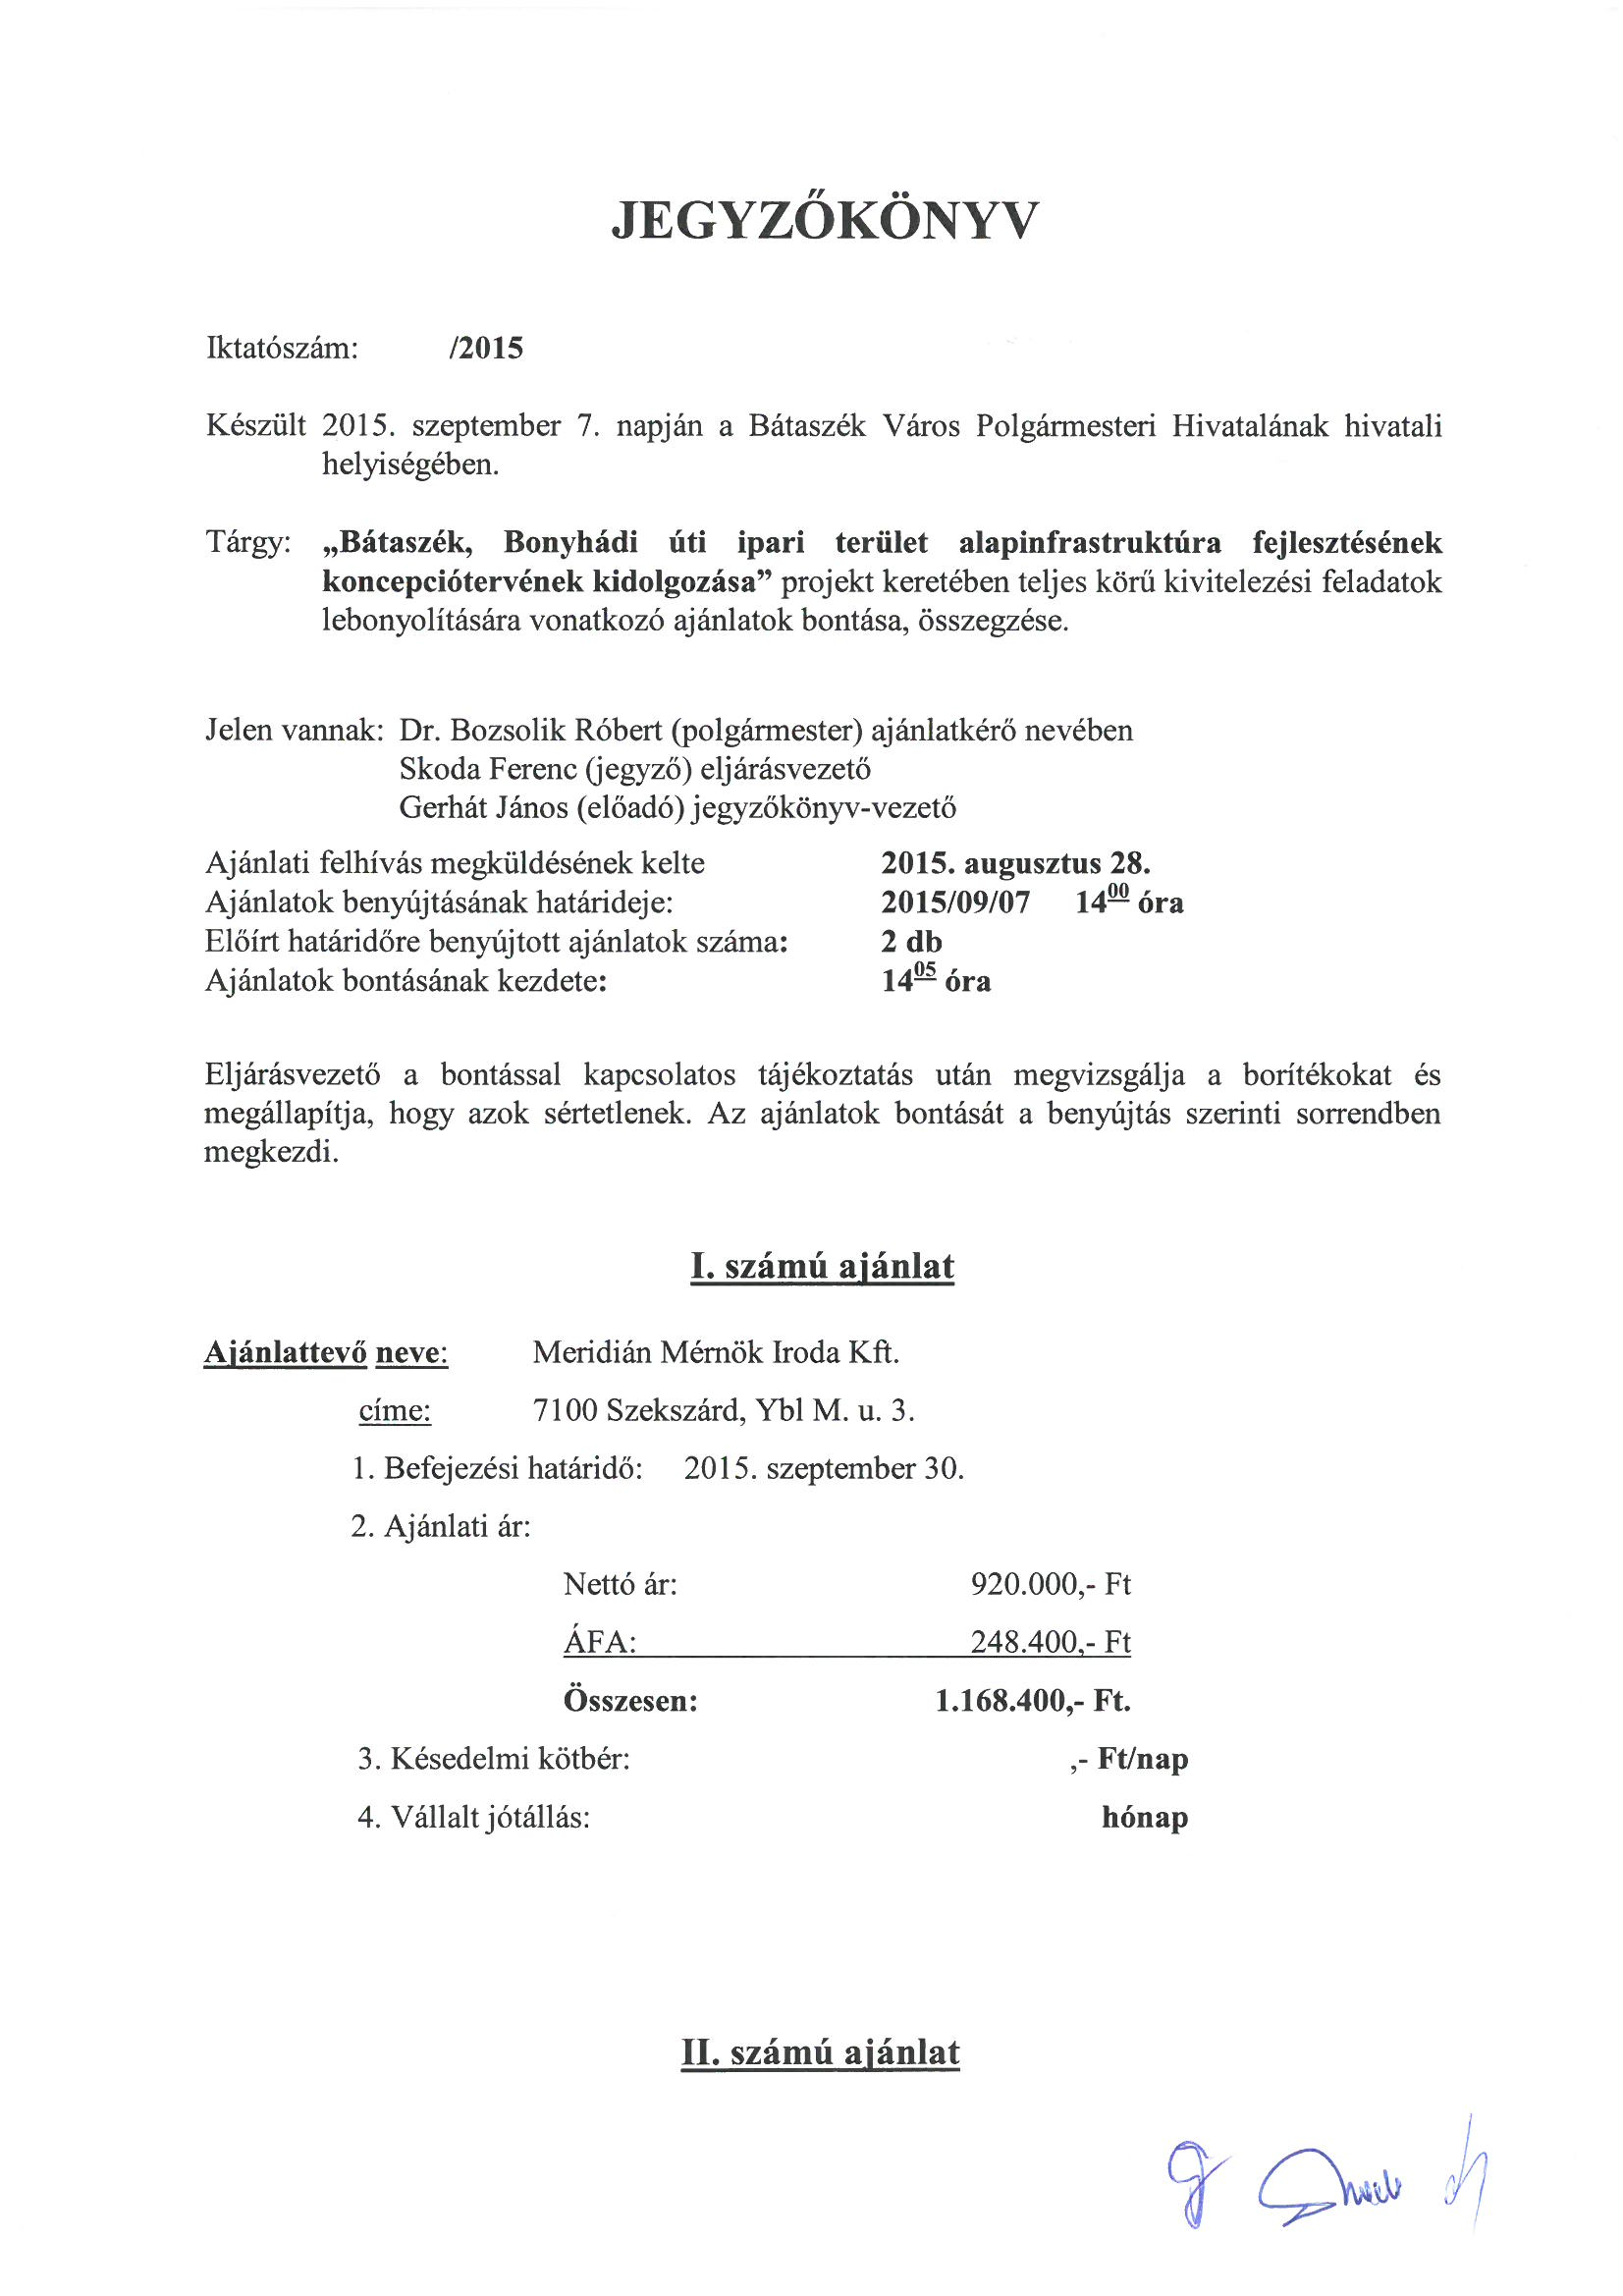 JEGYZŐKÖNYV
Iktatószám: /2015
Készült 2015. szeptember 7. napján a Bátaszék Város Polgármesteri Hivatalának hivatali
helyiségében.
Tárgy: „Bátaszék, Bonyhádi úti ipari terület alapinfrastruktúra fejlesztésének
koncepciótervének kidolgozása” projekt keretében teljes körű kivitelezési feladatok
lebonyolítására vonatkozó ajánlatok bontása, összegzése.
Jelen vannak: Dr. Bozsolik Róbert (polgármester) ajánlatkérő nevében
Skoda Ferenc (jegyző) eljárásvezető
Gerhát János (előadó) jegyzőkönyv-vezető
Ajánlati felhívás megküldésének kelte 2015. augusztus 28.
Ajánlatok benyújtásának határideje: 2015/09/07 14⁰⁰ óra
Előírt határidőre benyújtott ajánlatok száma: 2 db
Ajánlatok bontásának kezdete: 14⁰⁵ óra
Eljárásvezető a bontással kapcsolatos tájékoztatás után megvizsgálja a borítékokat és
megállapítja, hogy azok sértetlenek. Az ajánlatok bontását a benyújtás szerinti sorrendben
megkezdi.
I. számú ajánlat
Ajánlattevő neve: Meridián Mérnök Iroda Kft.
címe: 7100 Szekszárd, Ybl M. u. 3.
1. Befejezési határidő: 2015. szeptember 30.
2. Ajánlati ár:
Nettó ár: 920.000,- Ft
ÁFA: 248.400,- Ft
Összesen: 1.168.400,- Ft.
3. Késedelmi kötbér: ,- Ft/nap
4. Vállalt jótállás: hónap
II. számú ajánlat